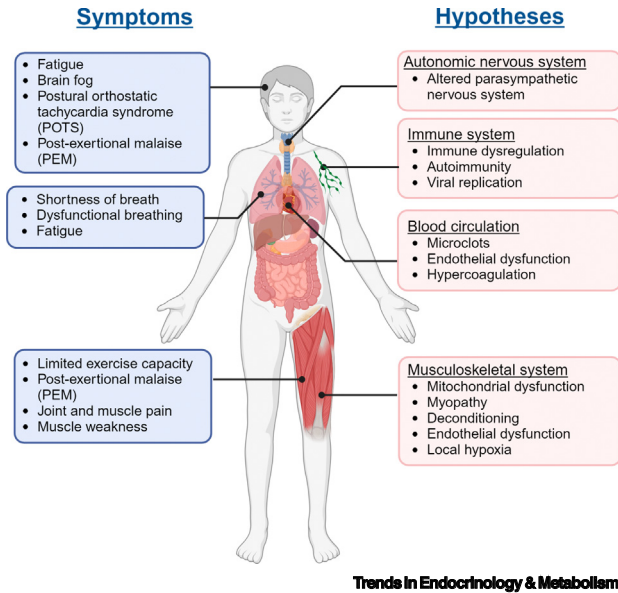 Symptoms
Fatigue
Brain fog
Postural orthostatic
tachycardia syndrome
(POTS)
Post-exertional malaise
(PEM)
Shortness of breath
Dysfunctional breathing
Fatigue
Limited exercise capacity
Post-exertional malaise
(PEM)
Joint and muscle pain
Muscle weakness
Hypotheses
Autonomic nervous system
Altered parasympathetic
nervous system
Immune system
Immune dysregulation
Autoimmunity
Viral replication
Blood circulation
Microclots
Endothelial dysfunction
Hypercoagulation
Musculoskeletal system
Mitochondrial dysfunction
Myopathy
Deconditioning
Endothelial dysfunction
Local hypoxia
Trends in Endocrinology & Metabolism